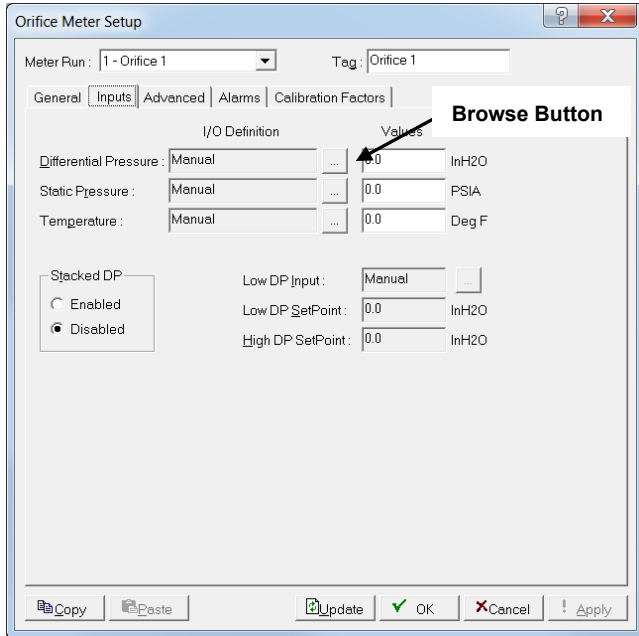 Orifice Meter Setup
? X
Meter Run : 1 - Orifice 1 Tag : Orifice 1
General Inputs Advanced Alarms Calibration Factors
Browse Button
I/O Definition Values
Differential Pressure : Manual ... 0.0 InH2O
Static Pressure : Manual ... 0.0 PSIA
Temperature : Manual ... 0.0 Deg F
Stacked DP
Enabled
Disabled
Low DP Input : Manual ...
Low DP SetPoint : 0.0 InH2O
High DP SetPoint : 0.0 InH2O
Copy Paste Update OK Cancel ! Apply